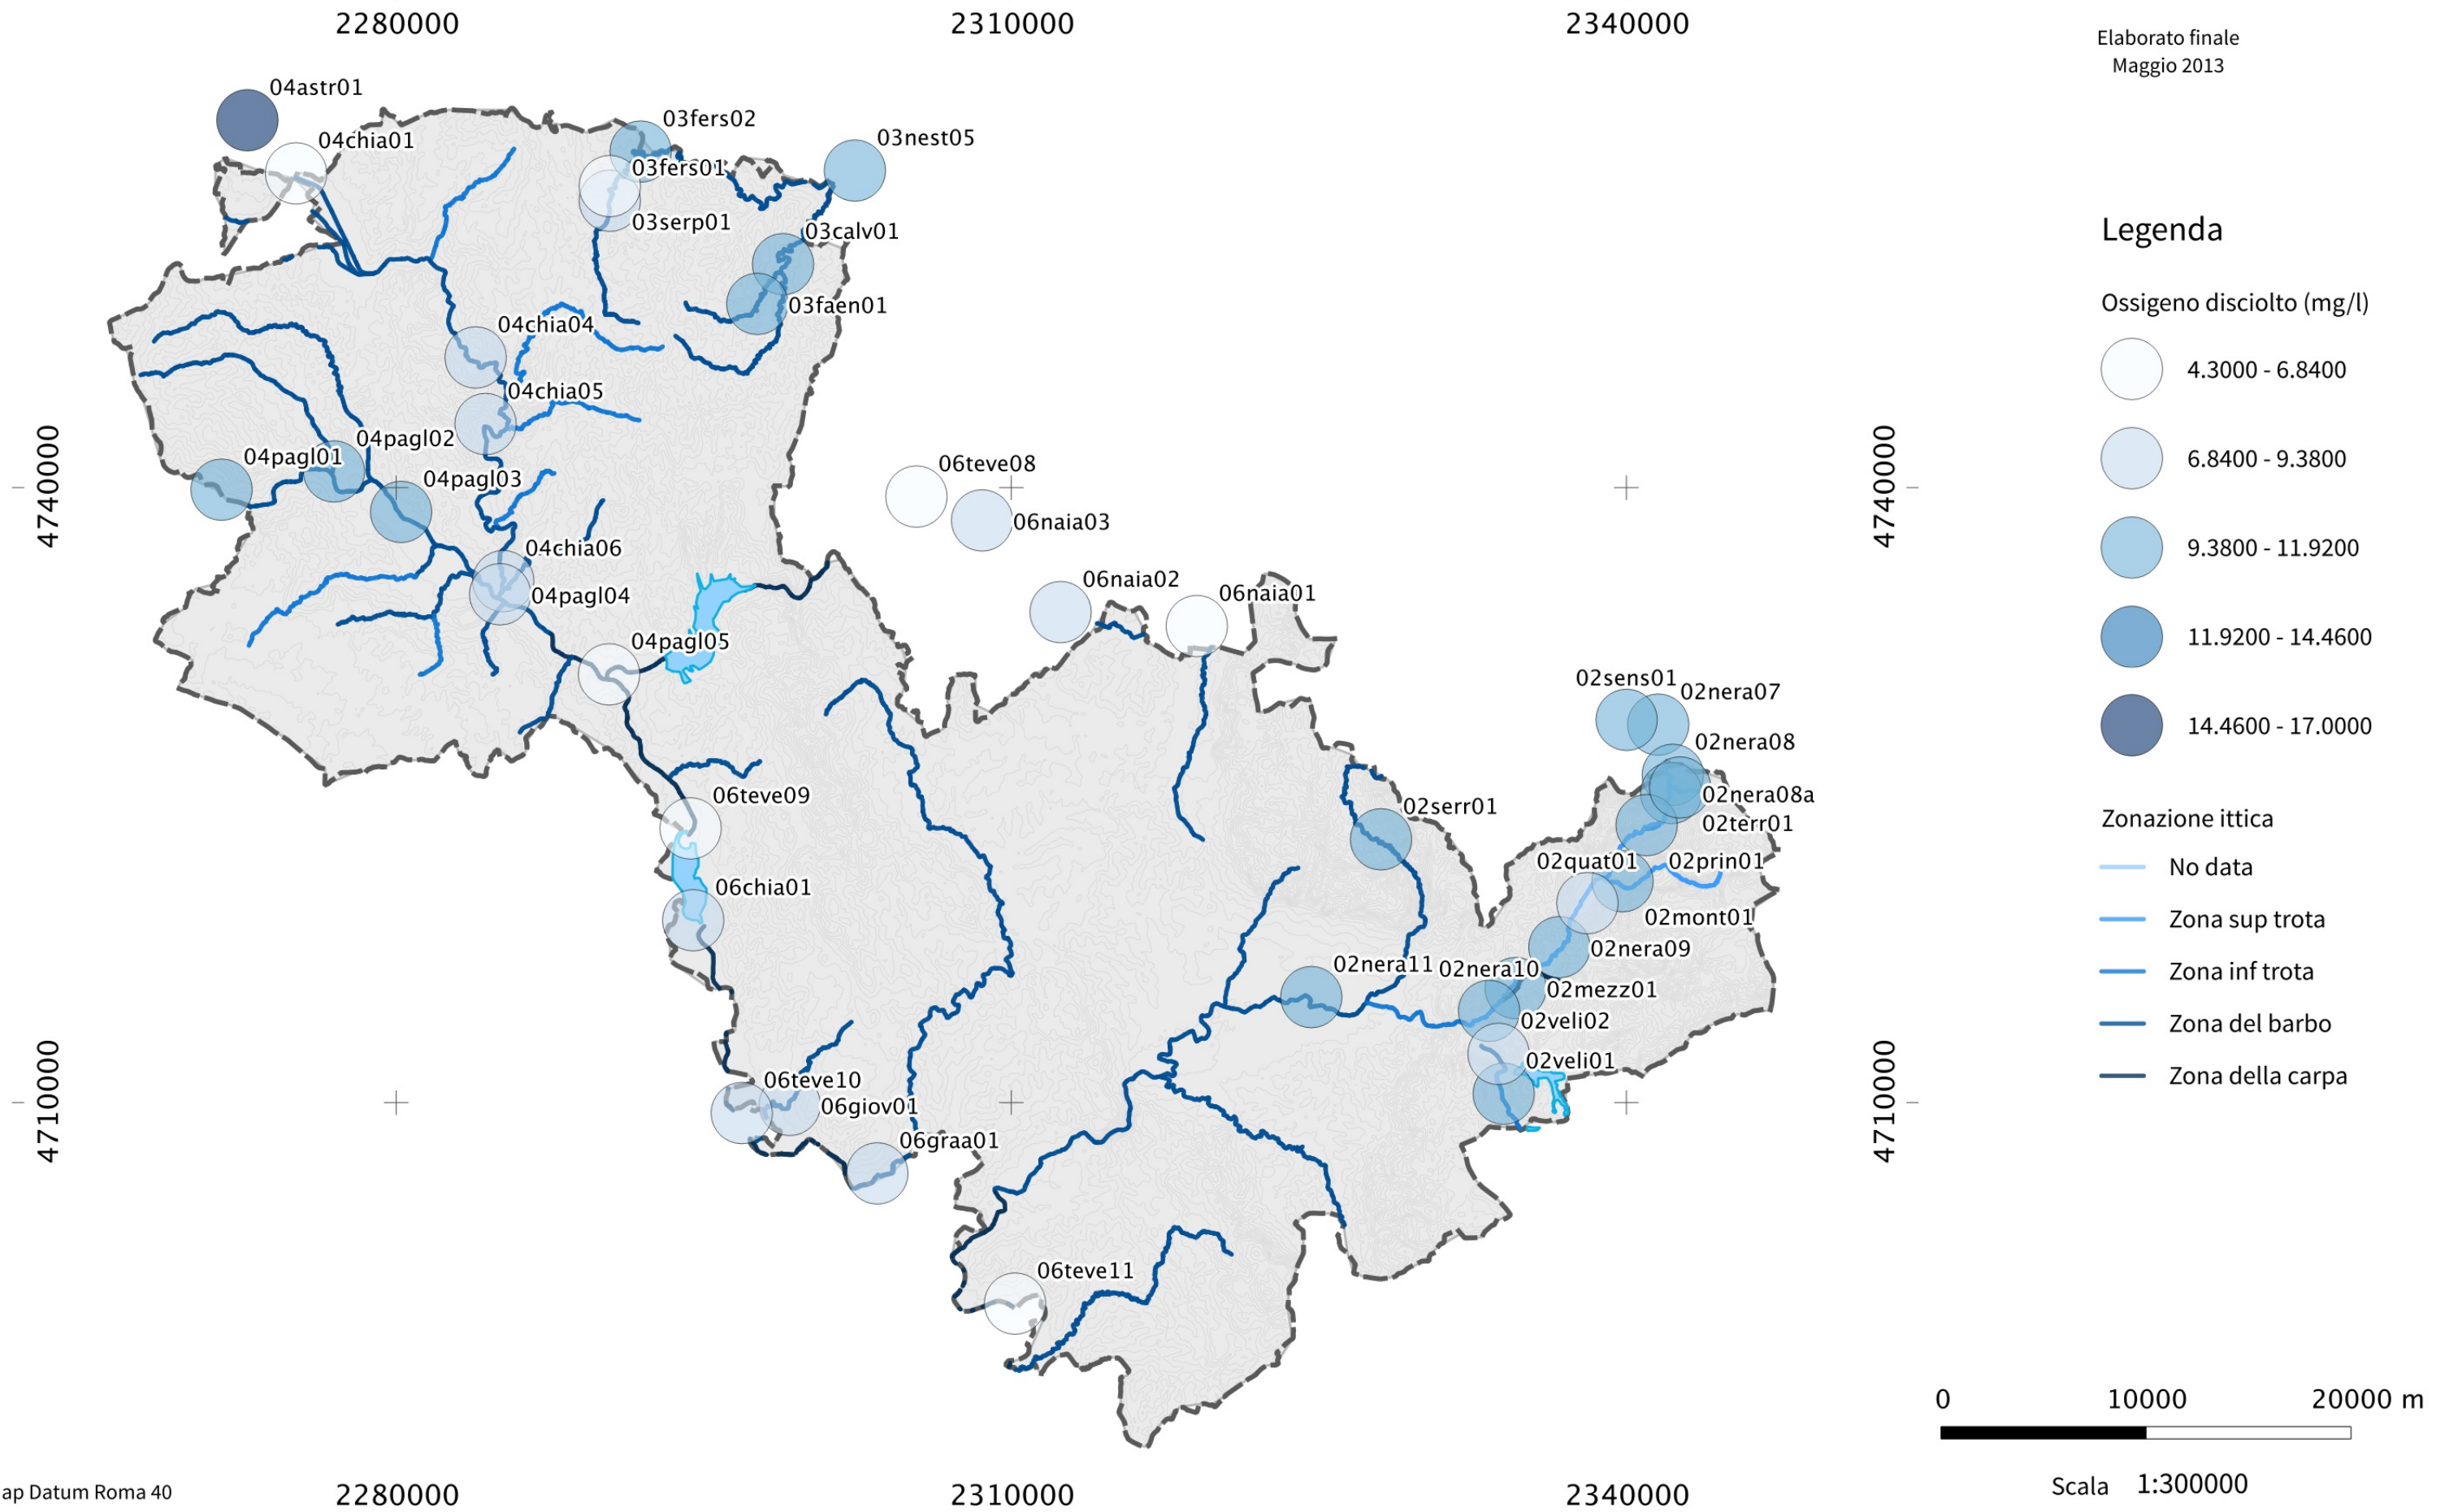 2280000
2310000
2340000
Elaborato finale
Maggio 2013
04astr01
04chia01
03fers02
03fers01
03nest05
03serp01
03calv01
03faen01
04chia04
04chia05
04pagl02
04pagl01
04pagl03
4740000
06teve08
06naia03
4740000
04chia06
04pagl04
04pagl05
06naia02
06naia01
02sens01
02nera07
02nera08
02nera08a
02terr01
06teve09
02serr01
02quat01
02prin01
06chia01
02mont01
02nera09
02nera11
02nera10
02mezz01
02veli02
02veli01
4710000
06teve10
06giov01
06graa01
4710000
06teve11
Legenda
Ossigeno disciolto (mg/l)
4.3000 - 6.8400
6.8400 - 9.3800
9.3800 - 11.9200
11.9200 - 14.4600
14.4600 - 17.0000
Zonazione ittica
No data
Zona sup trota
Zona inf trota
Zona del barbo
Zona della carpa
0 10000 20000 m
Scala 1:300000
ap Datum Roma 40
2280000
2310000
2340000